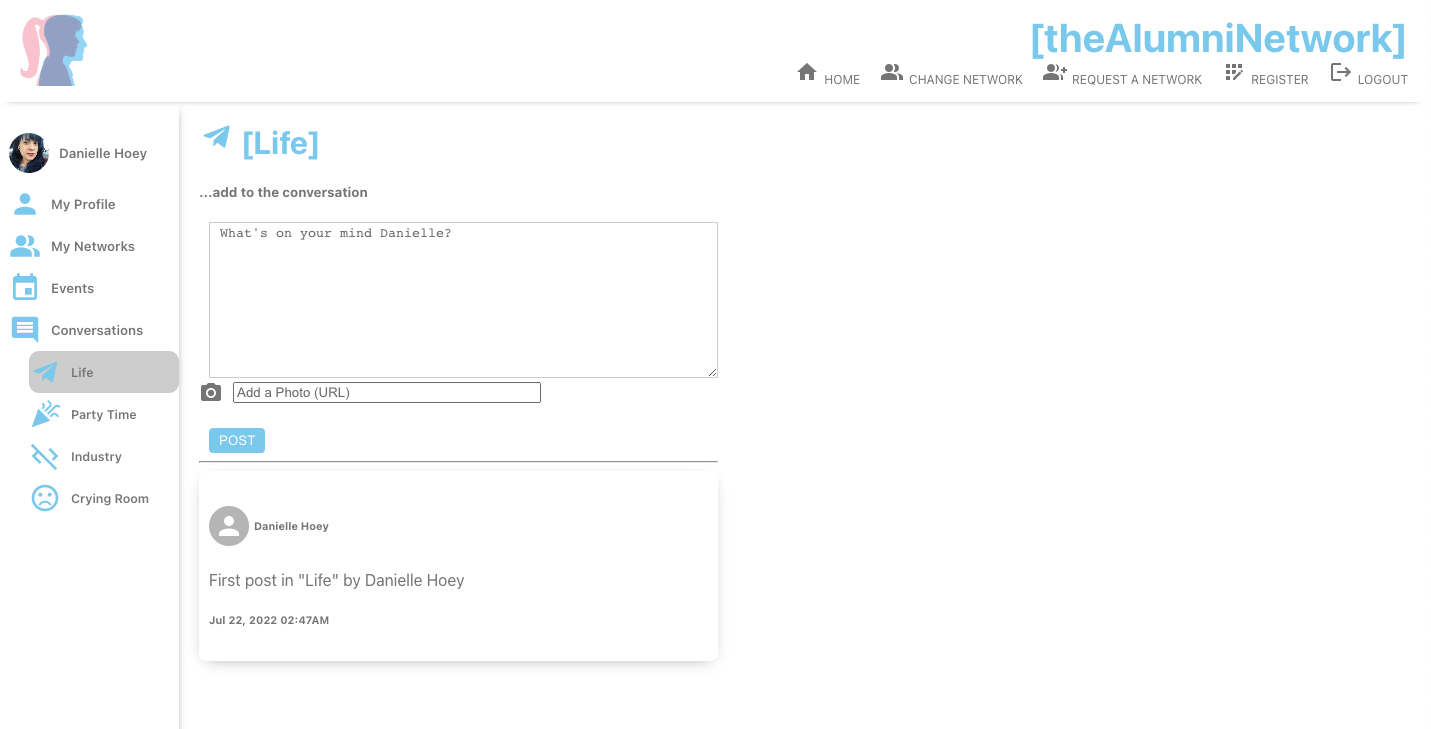 [theAlumniNetwork]
HOME CHANGE NETWORK REQUEST A NETWORK REGISTER LOGOUT
Danielle Hoey
My Profile
My Networks
Events
Conversations
Life
Party Time
Industry
Crying Room
[Life]
...add to the conversation
What's on your mind Danielle?
Add a Photo (URL)
POST
Danielle Hoey
First post in "Life" by Danielle Hoey
Jul 22, 2022 02:47AM